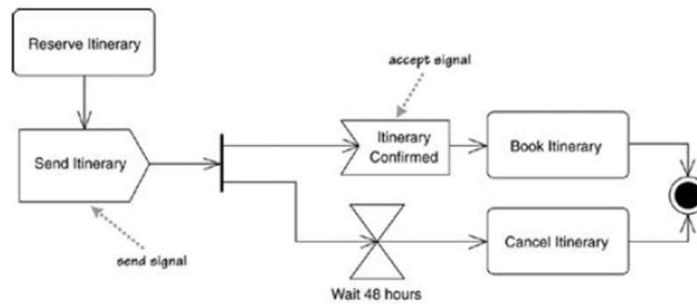 Reserve Itinerary
accept signal
Send Itinerary
Itinerary
Confirmed
Book Itinerary
send signal
Cancel Itinerary
Wait 48 hours